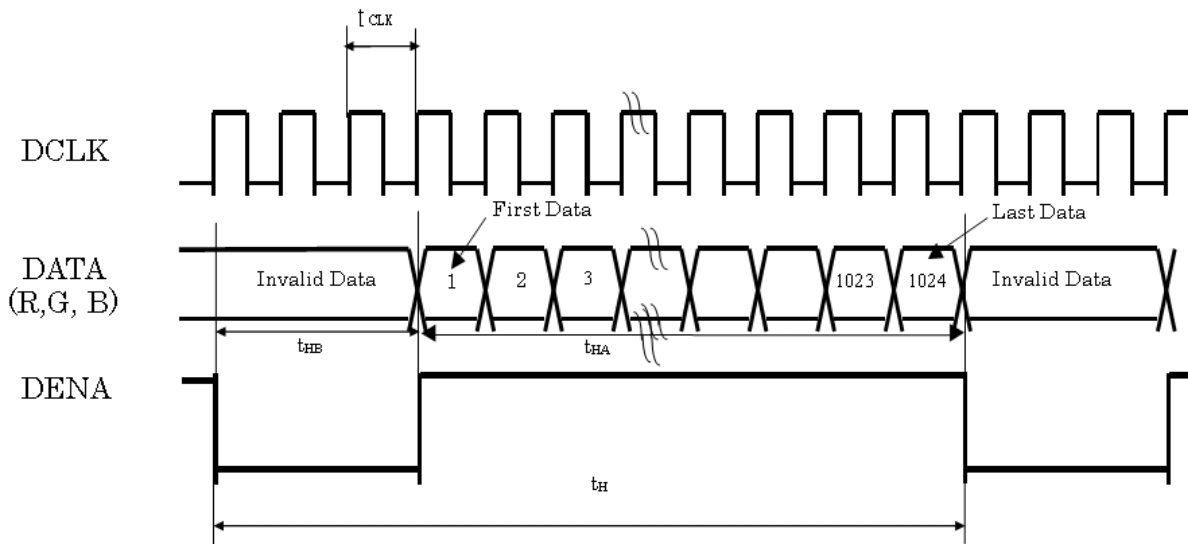 t CLK
DCLK
First Data
Last Data
DATA
(R,G, B)
Invalid Data
1
2
3
1023
1024
Invalid Data
tHB
tHA
DENA
tH